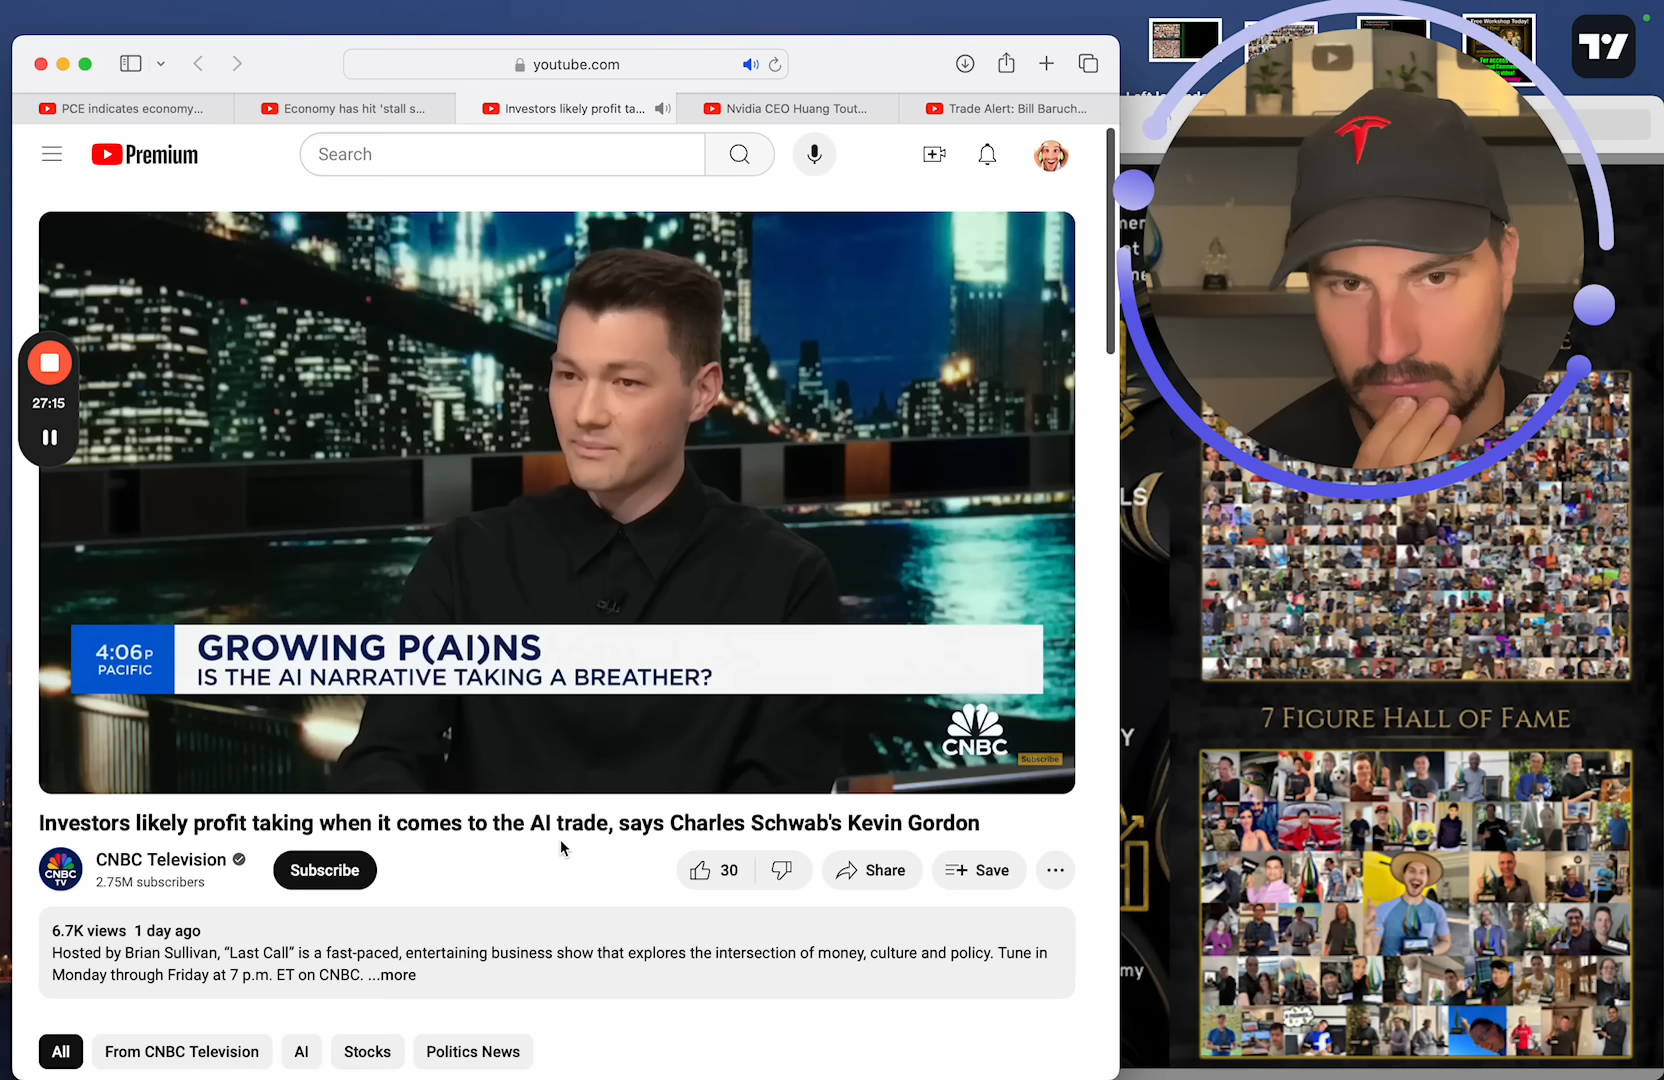 youtube.com
PCE indicates economy...
Economy has hit 'stall s...
Investors likely profit ta...
Nvidia CEO Huang Tout...
Trade Alert: Bill Baruch...
Premium
Search
27:15
4:06P
PACIFIC
GROWING P(AI)NS
IS THE AI NARRATIVE TAKING A BREATHER?
CNBC
Subscribe
Investors likely profit taking when it comes to the AI trade, says Charles Schwab's Kevin Gordon
CNBC
TV
CNBC Television
2.75M subscribers
Subscribe
30
Share
Save
6.7K views 1 day ago
Hosted by Brian Sullivan, “Last Call” is a fast-paced, entertaining business show that explores the intersection of money, culture and policy. Tune in
Monday through Friday at 7 p.m. ET on CNBC. ...more
All
From CNBC Television
AI
Stocks
Politics News
Free Workshop Today!
7 FIGURE HALL OF FAME